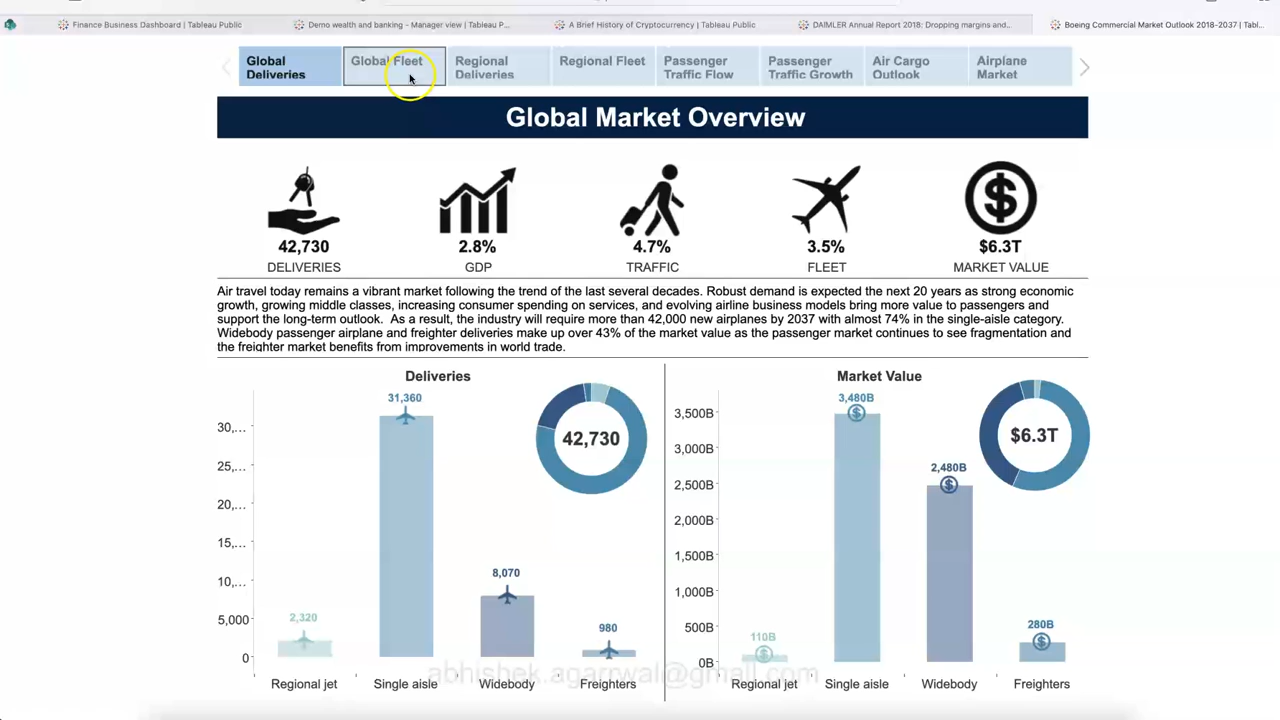 Finance Business Dashboard | Tableau Public
Demo wealth and banking - Manager view | Tableau P...
A Brief History of Cryptocurrency | Tableau Public
DAIMLER Annual Report 2018: Dropping margins and...
Boeing Commercial Market Outlook 2018-2037 | Tabl...
Global Deliveries
Global Fleet
Regional Deliveries
Regional Fleet
Passenger Traffic Flow
Passenger Traffic Growth
Air Cargo Outlook
Airplane Market
Global Market Overview
42,730
DELIVERIES
2.8%
GDP
4.7%
TRAFFIC
3.5%
FLEET
$6.3T
MARKET VALUE
Air travel today remains a vibrant market following the trend of the last several decades. Robust demand is expected the next 20 years as strong economic
growth, growing middle classes, increasing consumer spending on services, and evolving airline business models bring more value to passengers and
support the long-term outlook. As a result, the industry will require more than 42,000 new airplanes by 2037 with almost 74% in the single-aisle category.
Widebody passenger airplane and freighter deliveries make up over 43% of the market value as the passenger market continues to see fragmentation and
the freighter market benefits from improvements in world trade.
Deliveries
30,...
25,...
20,...
15,...
10,...
5,000
0
2,320
31,360
8,070
980
42,730
Regional jet
Single aisle
Widebody
Freighters
Market Value
3,500B
3,000B
2,500B
2,000B
1,500B
1,000B
500B
0B
110B
3,480B
2,480B
280B
$6.3T
Regional jet
Single aisle
Widebody
Freighters
abhishek.agarrwal@gmail.com